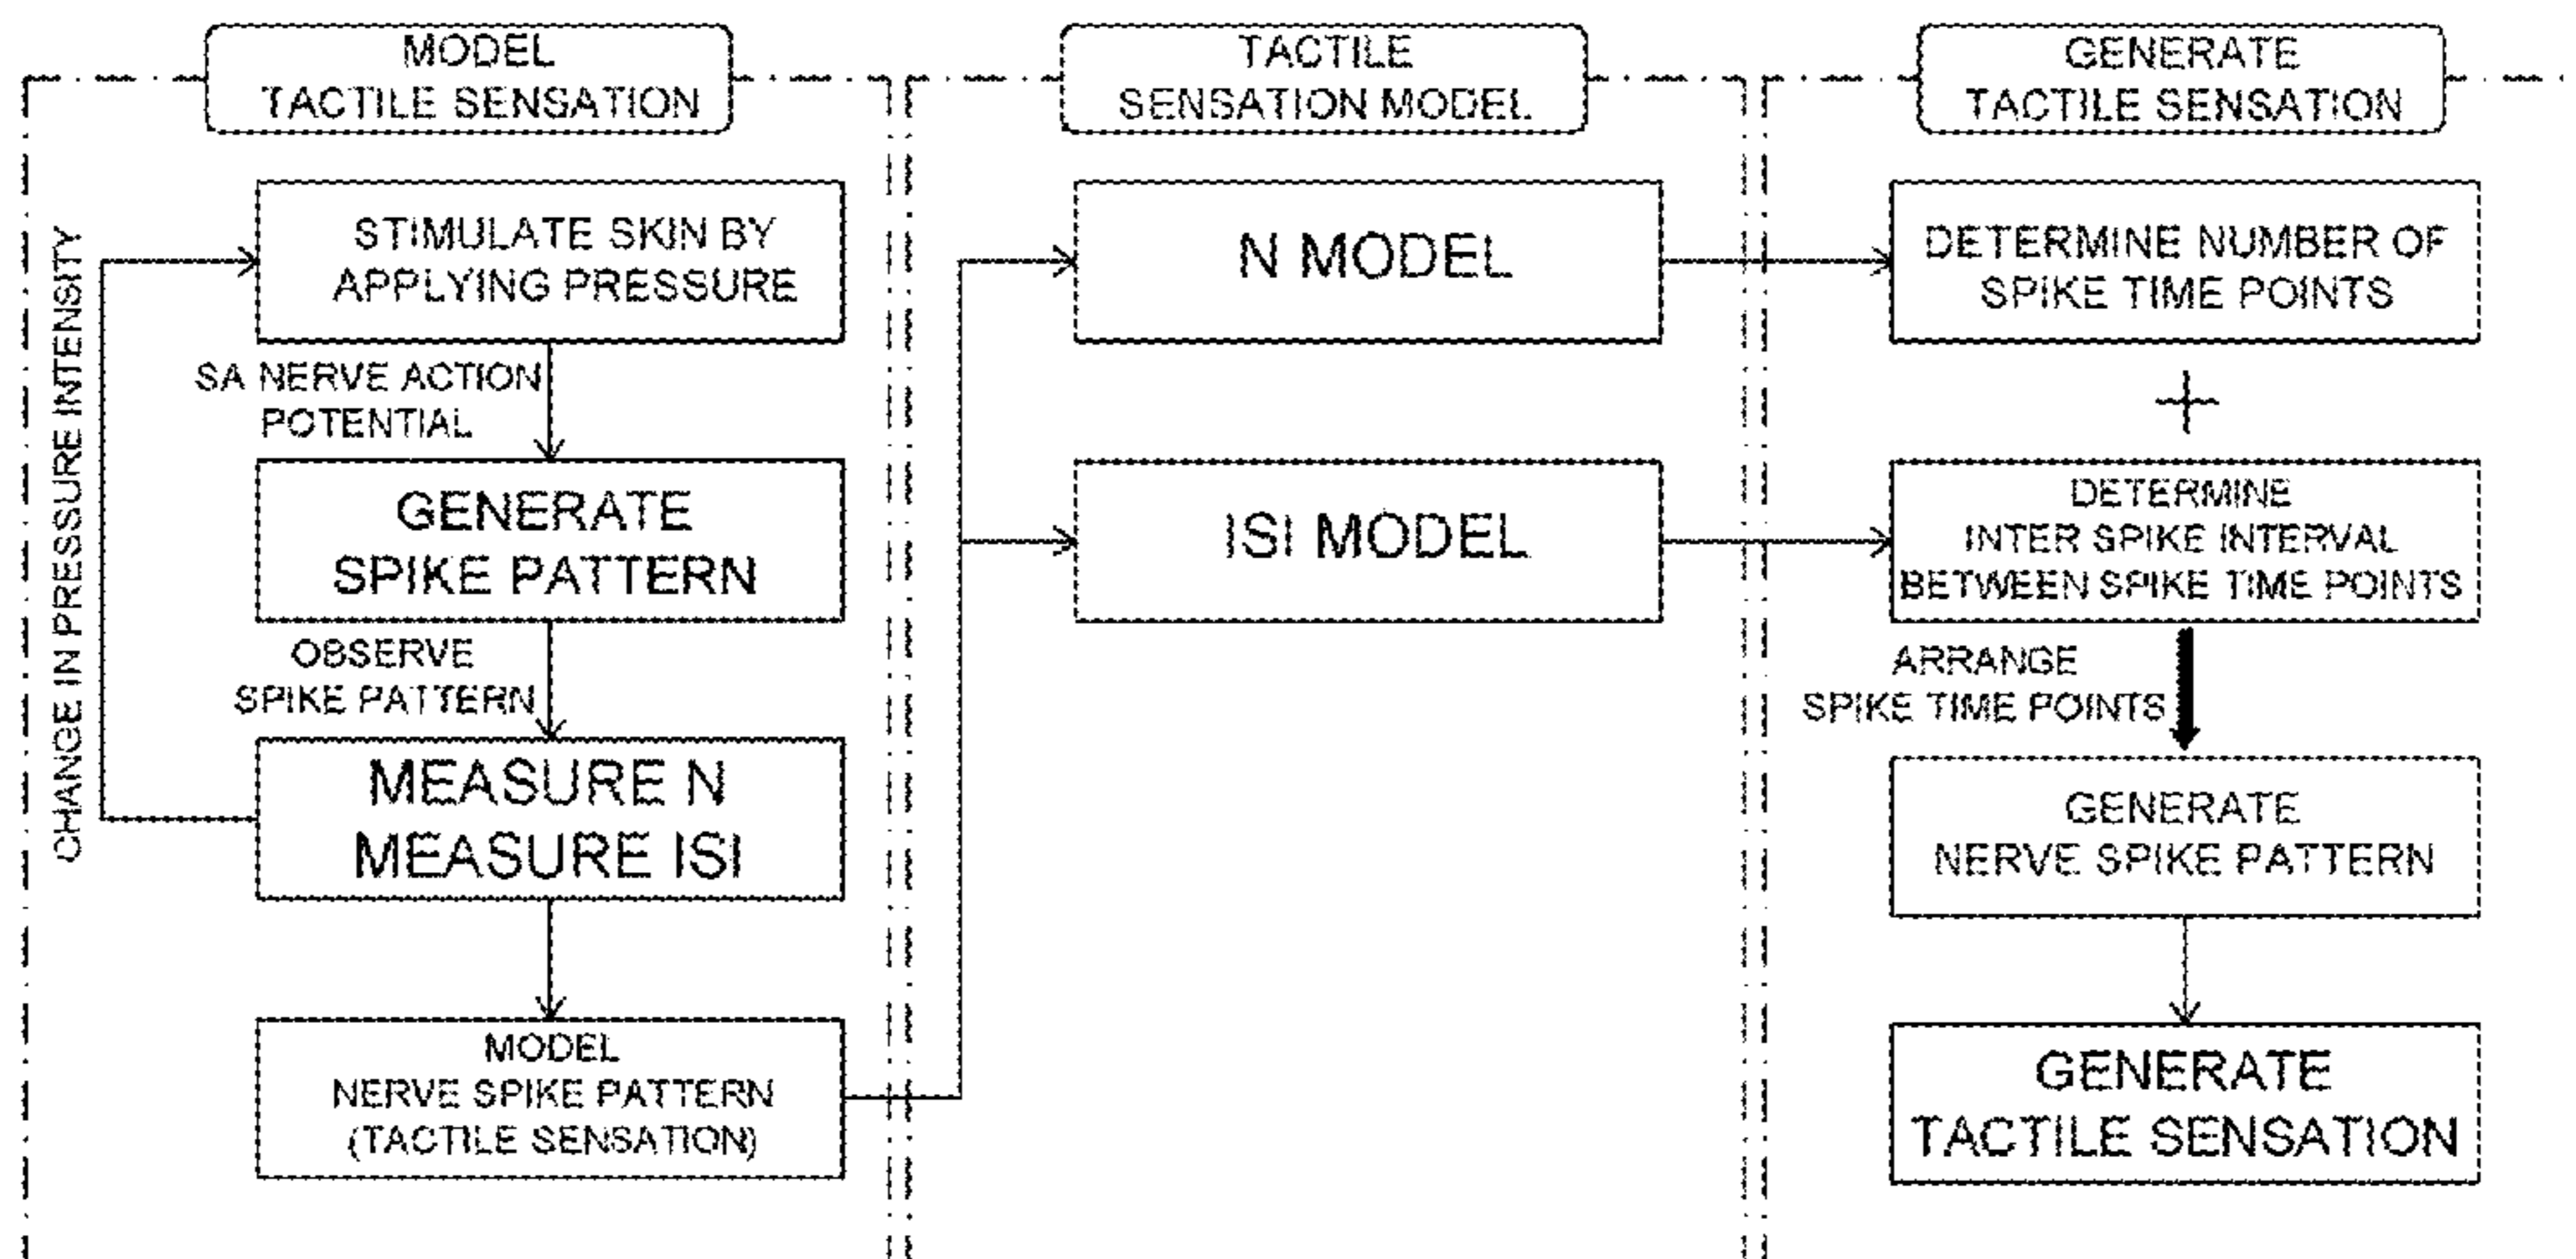 MODEL
TACTILE SENSATION
CHANGE IN PRESSURE INTENSITY
STIMULATE SKIN BY
APPLYING PRESSURE
SA NERVE ACTION
POTENTIAL
GENERATE
SPIKE PATTERN
OBSERVE
SPIKE PATTERN
MEASURE N
MEASURE ISI
MODEL
NERVE SPIKE PATTERN
(TACTILE SENSATION)
TACTILE
SENSATION MODEL
N MODEL
ISI MODEL
GENERATE
TACTILE SENSATION
DETERMINE NUMBER OF
SPIKE TIME POINTS
+
DETERMINE
INTER SPIKE INTERVAL
BETWEEN SPIKE TIME POINTS
ARRANGE
SPIKE TIME POINTS
GENERATE
NERVE SPIKE PATTERN
GENERATE
TACTILE SENSATION